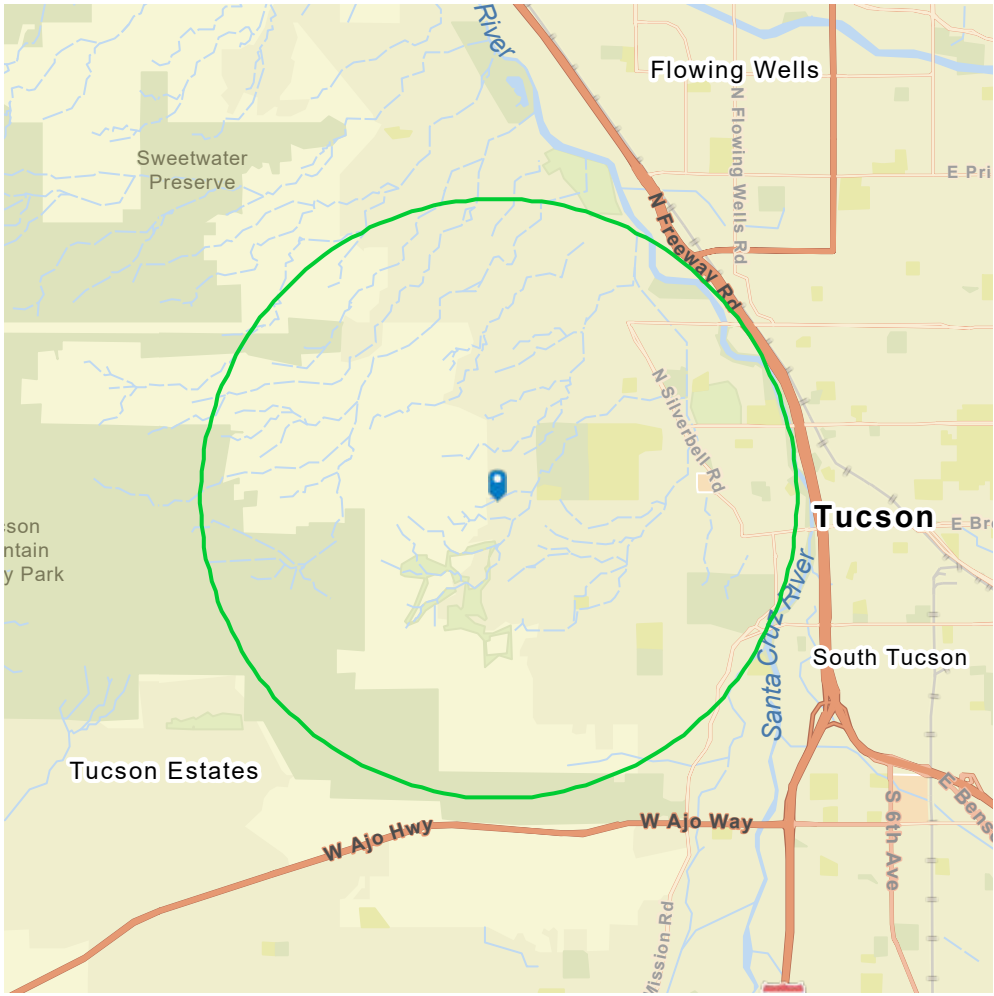 River
Flowing Wells
N Flowing Wells Rd
E Pri
Sweetwater
Preserve
N Freeway Rd
N Silverbell Rd
Tucson
E Bro
cson
ntain
y Park
Santa Cruz River
South Tucson
Tucson Estates
W Ajo Hwy
W Ajo Way
S 6th Ave
E Bens
Mission Rd